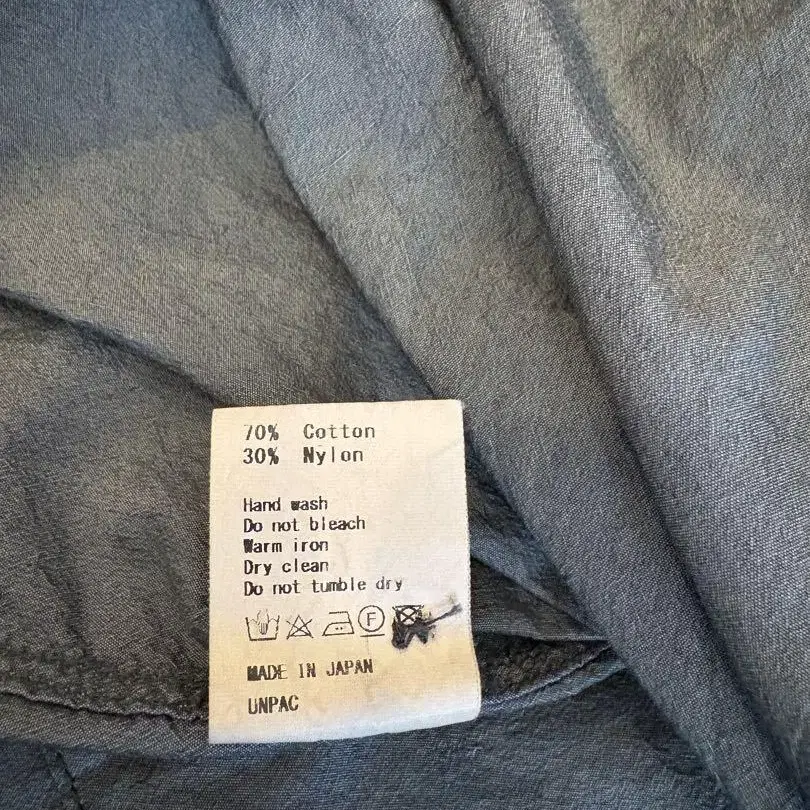 70% Cotton
30% Nylon
Hand wash
Do not bleach
Warm iron
Dry clean
Do not tumble dry
F
MADE IN JAPAN
UNPAC